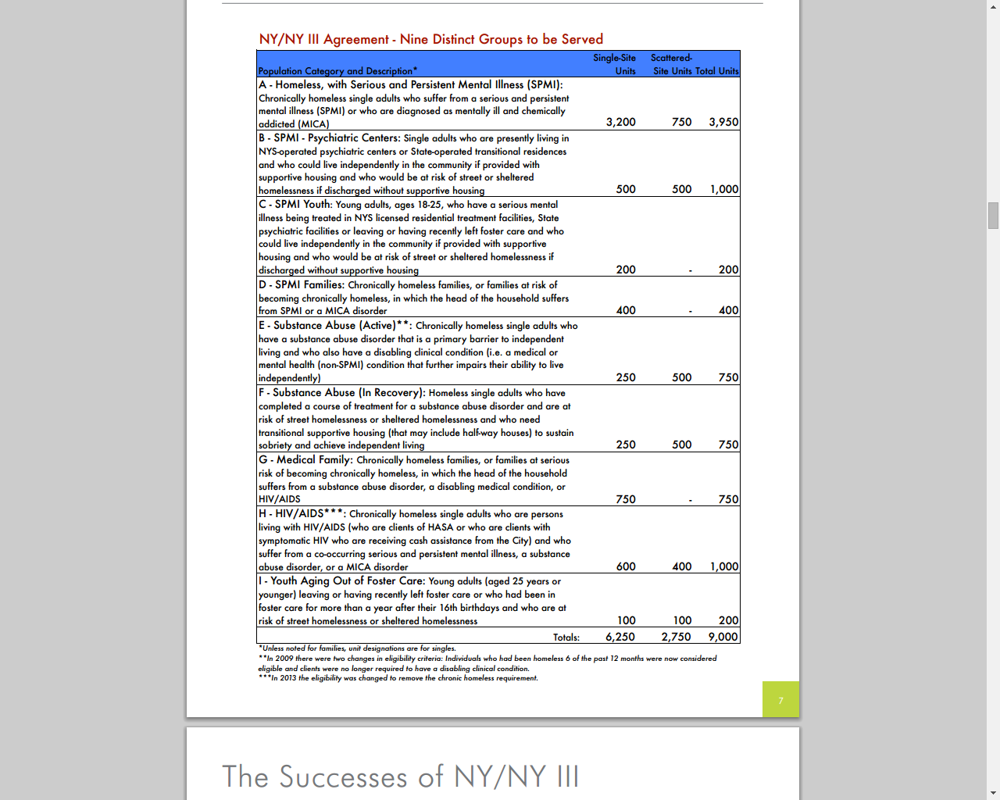 NY/NY III Agreement - Nine Distinct Groups to be Served
Single-Site Scattered-
Population Category and Description* Units Site Units Total Units
A - Homeless, with Serious and Persistent Mental Illness (SPMI):
Chronically homeless single adults who suffer from a serious and persistent
mental illness (SPMI) or who are diagnosed as mentally ill and chemically
addicted (MICA) 3,200 750 3,950
B - SPMI - Psychiatric Centers: Single adults who are presently living in
NYS-operated psychiatric centers or State-operated transitional residences
and who could live independently in the community if provided with
supportive housing and who would be at risk of street or sheltered
homelessness if discharged without supportive housing 500 500 1,000
C - SPMI Youth: Young adults, ages 18-25, who have a serious mental
illness being treated in NYS licensed residential treatment facilities, State
psychiatric facilities or leaving or having recently left foster care and who
could live independently in the community if provided with supportive
housing and who would be at risk of street or sheltered homelessness if
discharged without supportive housing 200 - 200
D - SPMI Families: Chronically homeless families, or families at risk of
becoming chronically homeless, in which the head of the household suffers
from SPMI or a MICA disorder 400 - 400
E - Substance Abuse (Active)**: Chronically homeless single adults who
have a substance abuse disorder that is a primary barrier to independent
living and who also have a disabling clinical condition (i.e. a medical or
mental health (non-SPMI) condition that further impairs their ability to live
independently) 250 500 750
F - Substance Abuse (In Recovery): Homeless single adults who have
completed a course of treatment for a substance abuse disorder and are at
risk of street homelessness or sheltered homelessness and who need
transitional supportive housing (that may include half-way houses) to sustain
sobriety and achieve independent living 250 500 750
G - Medical Family: Chronically homeless families, or families at serious
risk of becoming chronically homeless, in which the head of the household
suffers from a substance abuse disorder, a disabling medical condition, or
HIV/AIDS 750 - 750
H - HIV/AIDS***: Chronically homeless single adults who are persons
living with HIV/AIDS (who are clients of HASA or who are clients with
symptomatic HIV who are receiving cash assistance from the City) and who
suffer from a co-occurring serious and persistent mental illness, a substance
abuse disorder, or a MICA disorder 600 400 1,000
I - Youth Aging Out of Foster Care: Young adults (aged 25 years or
younger) leaving or having recently left foster care or who had been in
foster care for more than a year after their 16th birthdays and who are at
risk of street homelessness or sheltered homelessness 100 100 200
Totals: 6,250 2,750 9,000
*Unless noted for families, unit designations are for singles.
**In 2009 there were two changes in eligibility criteria: Individuals who had been homeless 6 of the past 12 months were now considered
eligible and clients were no longer required to have a disabling clinical condition.
***In 2013 the eligibility was changed to remove the chronic homeless requirement.
7
The Successes of NY/NY III